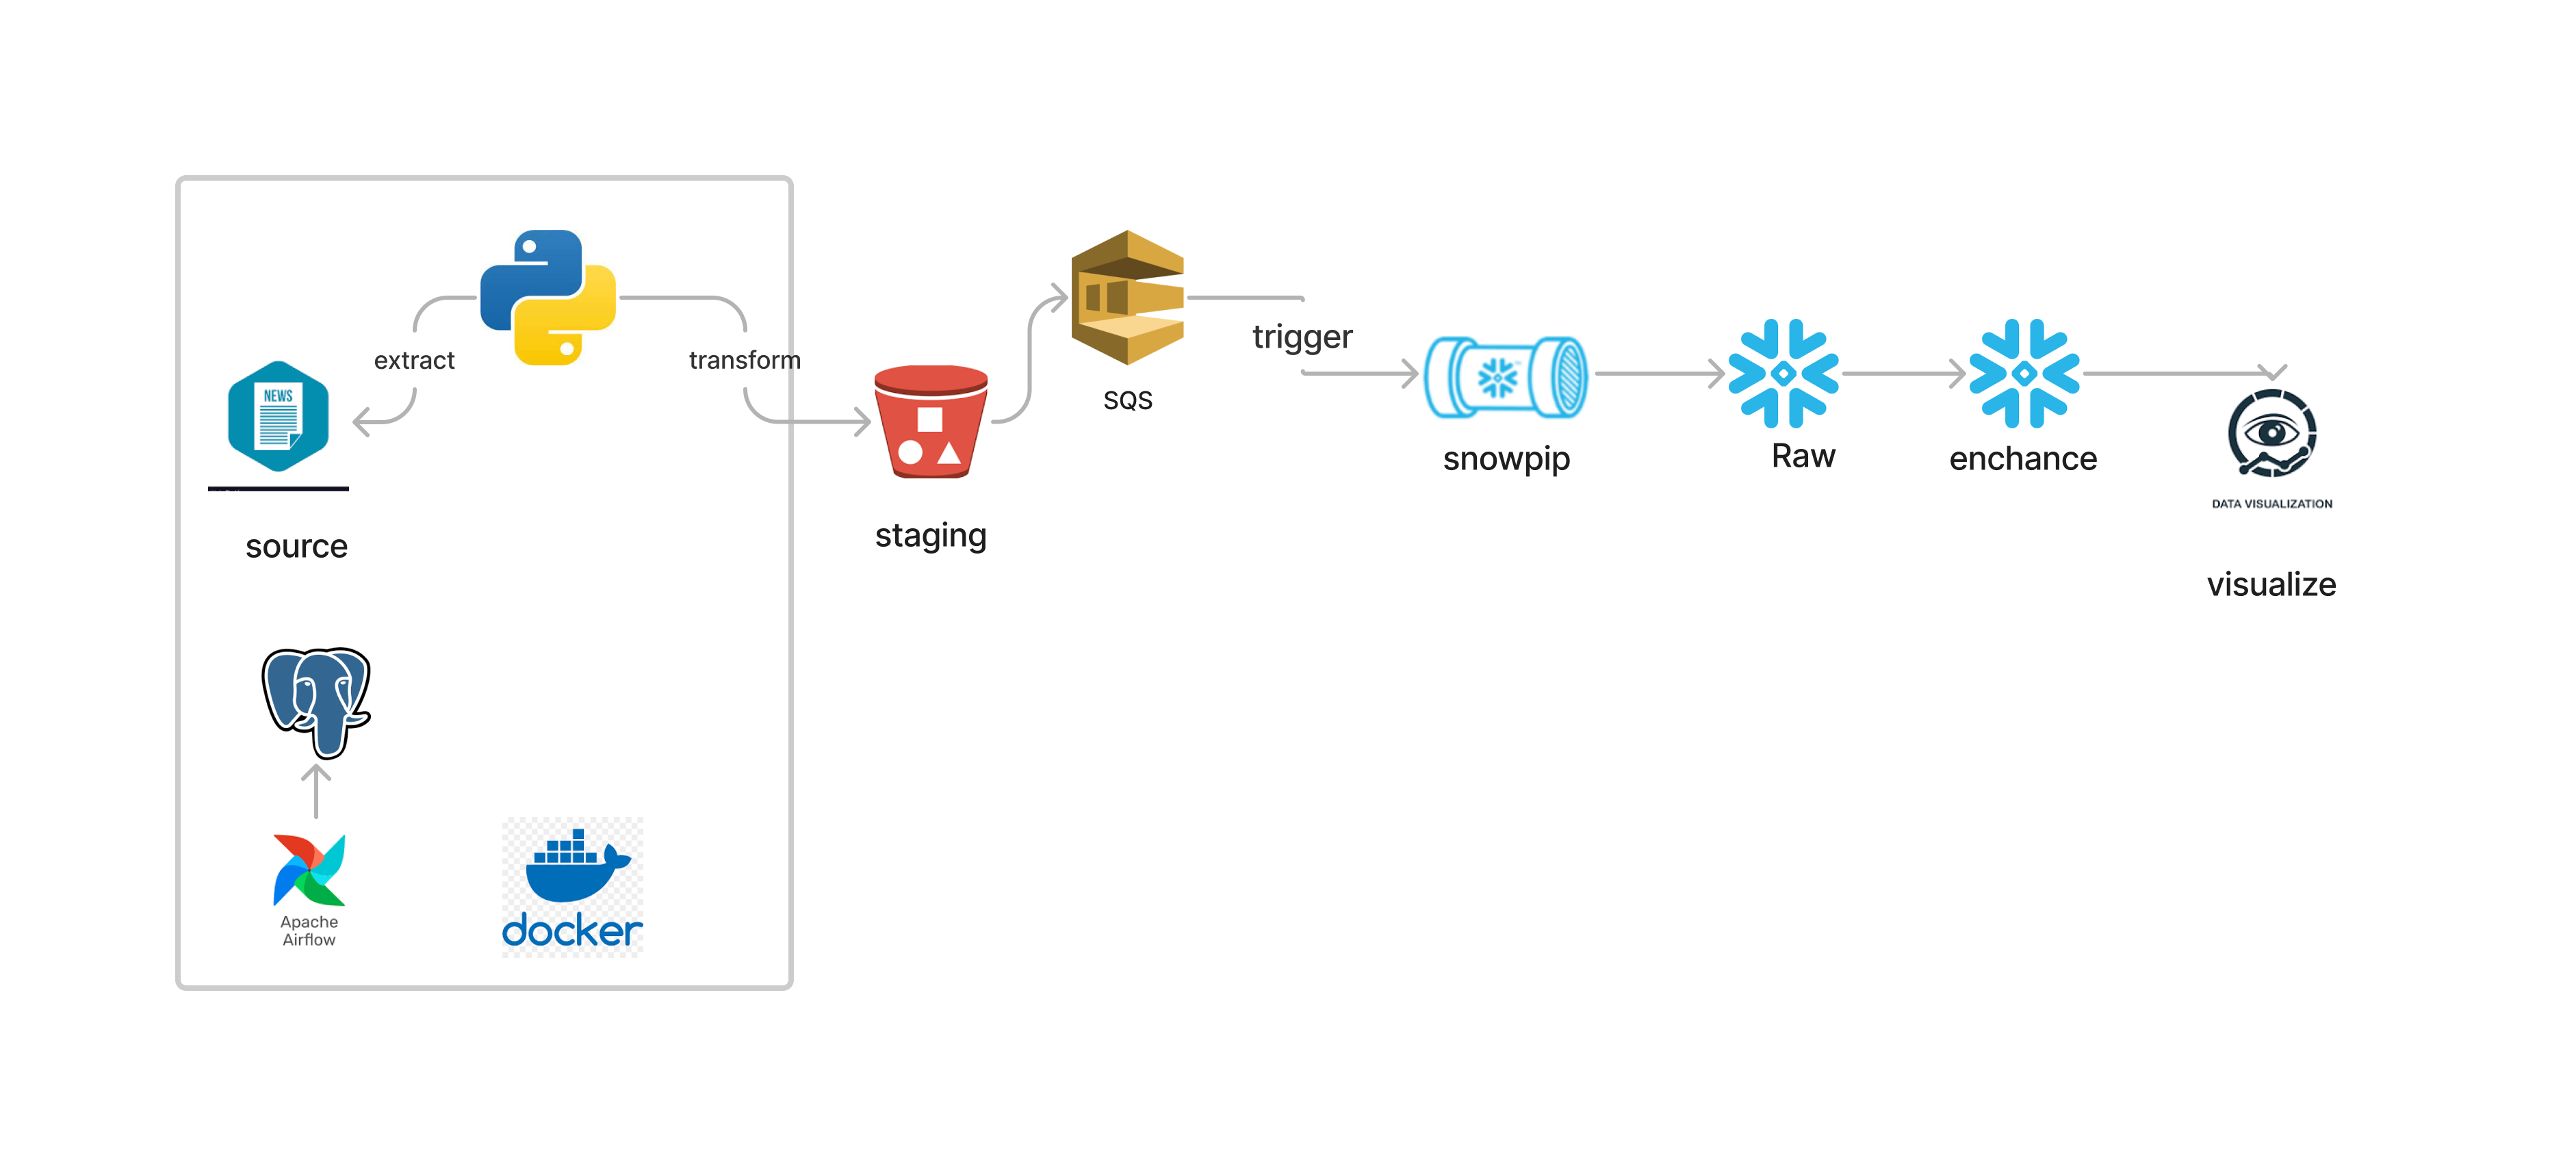 NEWS
extract
transform
source
staging
SQS
trigger
snowpip
Raw
enchance
DATA VISUALIZATION
visualize
Apache
Airflow
docker